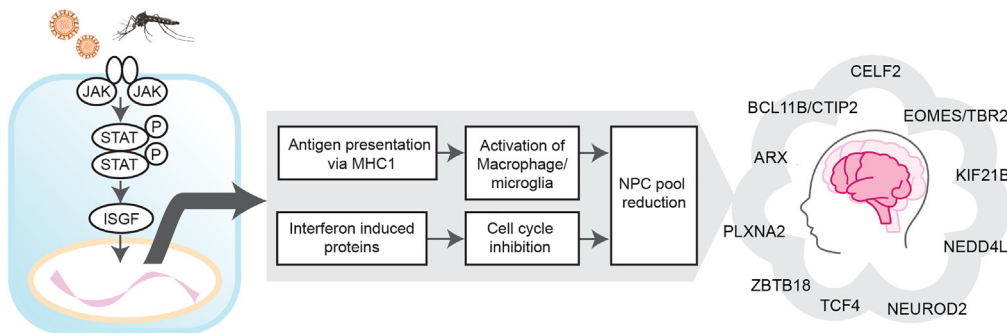 JAK
JAK
STAT
P
STAT
P
ISGF
Antigen presentation
via MHC1
Activation of
Macrophage/
microglia
Interferon induced
proteins
Cell cycle
inhibition
NPC pool
reduction
CELF2
BCL11B/CTIP2
EOMES/TBR2
ARX
KIF21B
PLXNA2
NEDD4L
ZBTB18
TCF4
NEUROD2